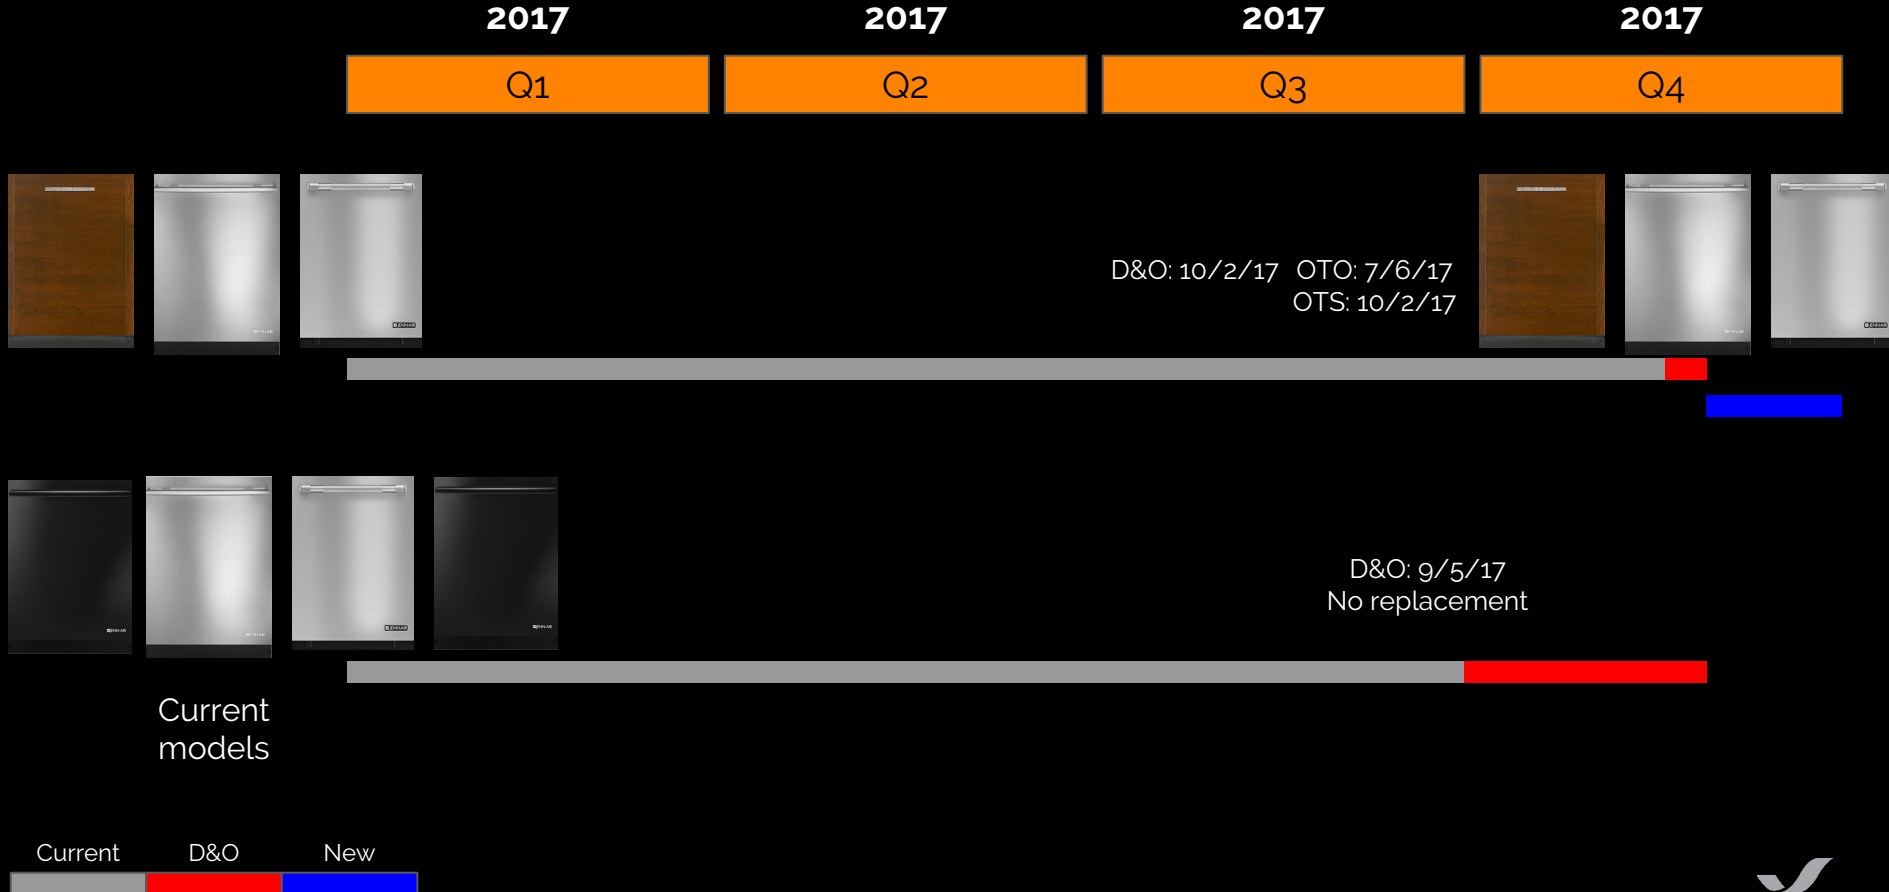 2017 2017 2017 2017
Q1 Q2 Q3 Q4
D&O: 10/2/17 OTO: 7/6/17
OTS: 10/2/17
D&O: 9/5/17
No replacement
Current
models
Current D&O New